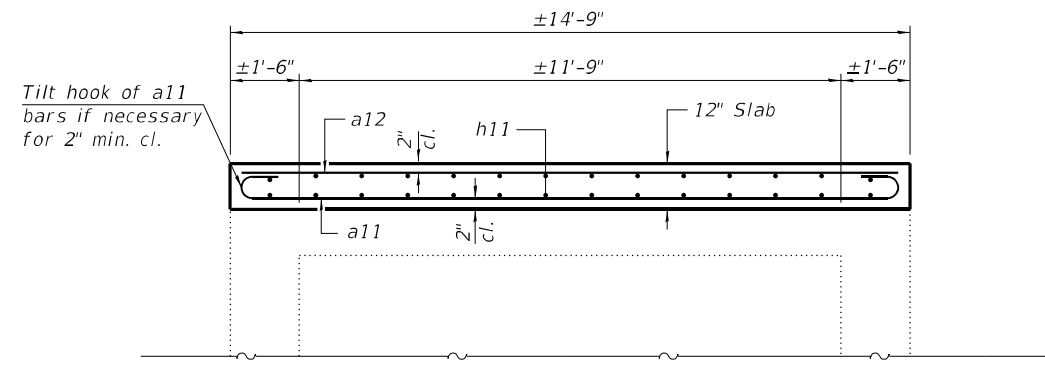 ±14'-9"
±1'-6"
±11'-9"
±1'-6"
Tilt hook of a11
bars if necessary
for 2" min. cl.
a12
2"
cl.
h11
12" Slab
a11
2"
cl.